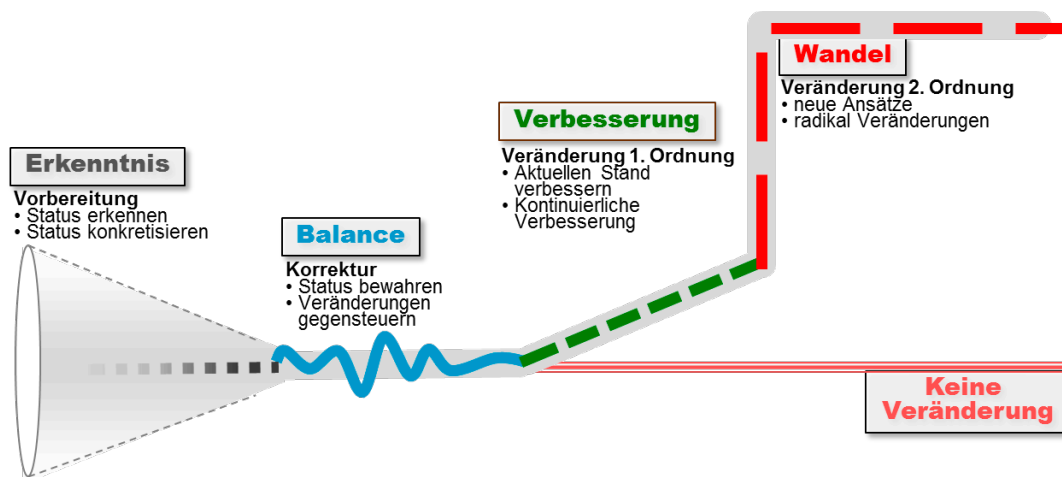 Erkenntnis
Vorbereitung
• Status erkennen
• Status konkretisieren
Balance
Korrektur
• Status bewahren
• Veränderungen
gegensteuern
Verbesserung
Veränderung 1. Ordnung
• Aktuellen Stand
verbessern
• Kontinuierliche
Verbesserung
Wandel
Veränderung 2. Ordnung
• neue Ansätze
• radikal Veränderungen
Keine
Veränderung